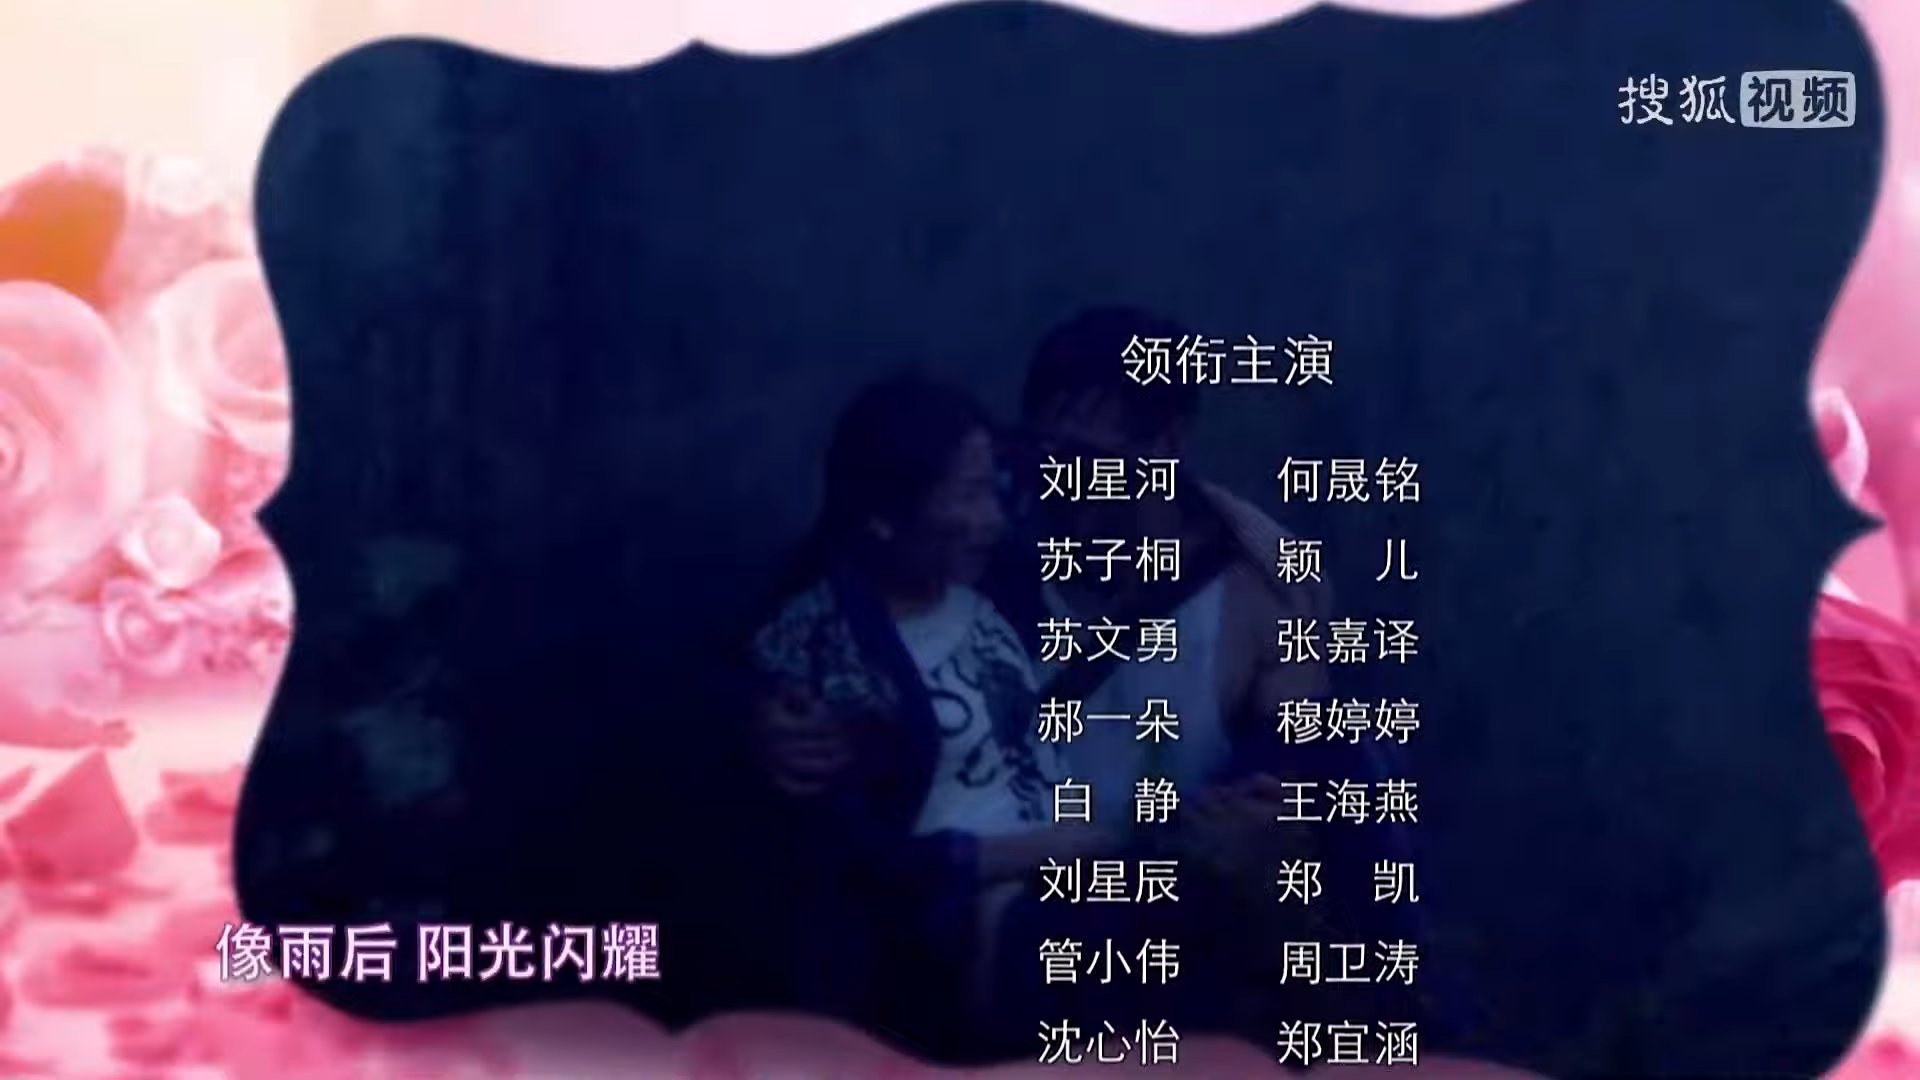 搜狐视频
领衔主演
刘星河 何晟铭
苏子桐 颖 儿
苏文勇 张嘉译
郝一朵 穆婷婷
白 静 王海燕
刘星辰 郑 凯
管小伟 周卫涛
沈心怡 郑宜涵
像雨后 阳光闪耀